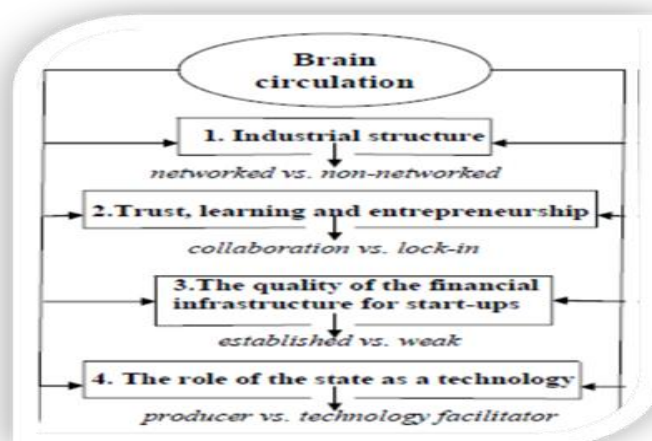 Brain
circulation
1. Industrial structure
networked vs. non-networked
2.Trust, learning and entrepreneurship
collaboration vs. lock-in
3.The quality of the financial
infrastructure for start-ups
established vs. weak
4. The role of the state as a technology
producer vs. technology facilitator